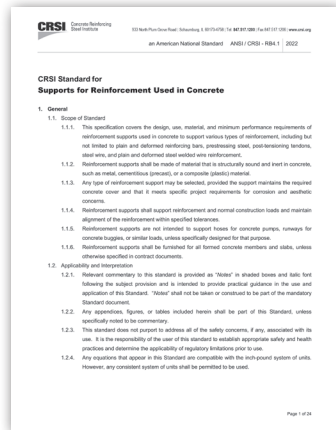 CRSI Concrete Reinforcing
Steel Institute
933 North Plum Grove Road | Schaumburg, IL 60173-4758 | Tel: 847.517.1200 | Fax 847.517.1206 | www.crsi.org
an American National Standard ANSI / CRSI - RB4.1 2022
CRSI Standard for
Supports for Reinforcement Used in Concrete
1. General
1.1. Scope of Standard
1.1.1. This specification covers the design, use, material, and minimum performance requirements of
reinforcement supports used in concrete to support various types of reinforcement, including but
not limited to plain and deformed reinforcing bars, prestressing steel, post-tensioning tendons,
steel wire, and plain and deformed steel welded wire reinforcement.
1.1.2. Reinforcement supports shall be made of material that is structurally sound and inert in concrete,
such as metal, cementitious (precast), or a composite (plastic) material.
1.1.3. Any type of reinforcement support may be selected, provided the support maintains the required
concrete cover and that it meets specific project requirements for corrosion and aesthetic
concerns.
1.1.4. Reinforcement supports shall support reinforcement and normal construction loads and maintain
alignment of the reinforcement within specified tolerances.
1.1.5. Reinforcement supports are not intended to support hoses for concrete pumps, runways for
concrete buggies, or similar loads, unless specifically designed for that purpose.
1.1.6. Reinforcement supports shall be furnished for all formed concrete members and slabs, unless
otherwise specified in contract documents.
1.2. Applicability and Interpretation
1.2.1. Relevant commentary to this standard is provided as "Notes" in shaded boxes and italic font
following the subject provision and is intended to provide practical guidance in the use and
application of this Standard. "Notes" shall not be taken or construed to be part of the mandatory
Standard document.
1.2.2. Any appendices, figures, or tables included herein shall be part of this Standard, unless
specifically noted to be commentary.
1.2.3. This standard does not purport to address all of the safety concerns, if any, associated with its
use. It is the responsibility of the user of this standard to establish appropriate safety and health
practices and determine the applicability of regulatory limitations prior to use.
1.2.4. Any equations that appear in this Standard are compatible with the inch-pound system of units.
However, any consistent system of units shall be permitted to be used.
Page 1 of 24